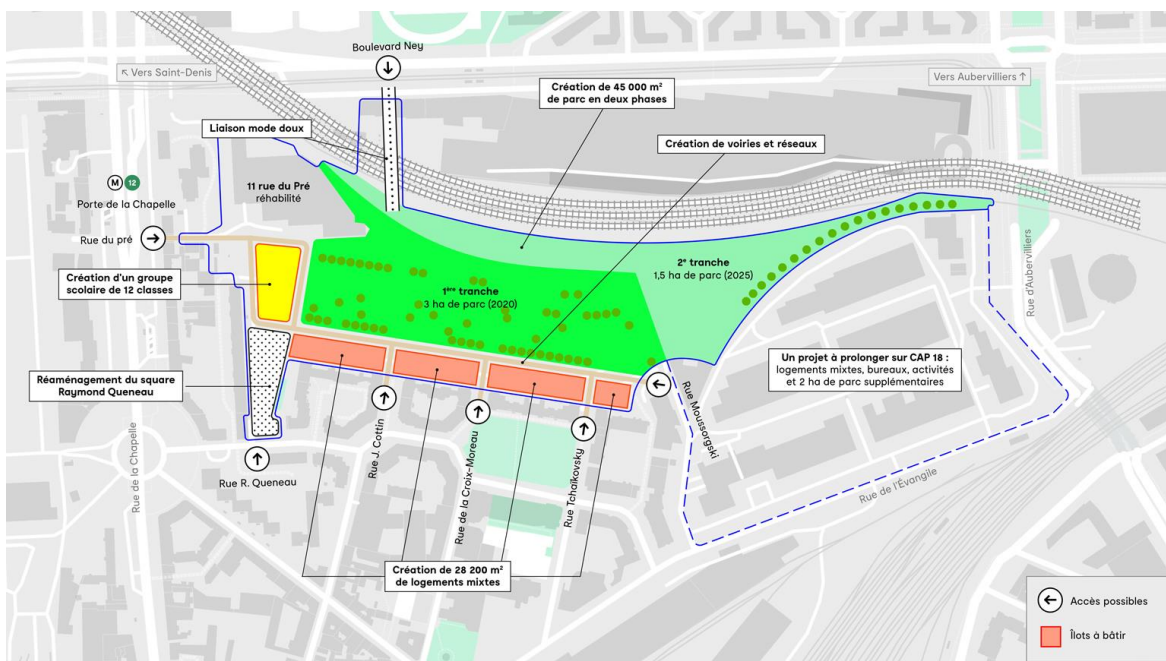 Boulevard Ney
↖ Vers Saint-Denis
Vers Aubervilliers ↑
Création de 45 000 m²
de parc en deux phases
Liaison mode doux
Création de voiries et réseaux
11 rue du Pré
réhabilité
M 12
Porte de la Chapelle
Rue du pré
Création d'un groupe
scolaire de 12 classes
1ère tranche
3 ha de parc (2020)
2e tranche
1,5 ha de parc (2025)
Rue d'Aubervilliers
Un projet à prolonger sur CAP 18 :
logements mixtes, bureaux, activités
et 2 ha de parc supplémentaires
Réaménagement du square
Raymond Queneau
Rue Moussorgski
Rue J. Cottin
Rue de la Croix-Moreau
Rue Tchaïkovsky
Rue de la Chapelle
Rue R. Queneau
Rue de l'Évangile
Création de 28 200 m²
de logements mixtes
Accès possibles
Îlots à bâtir